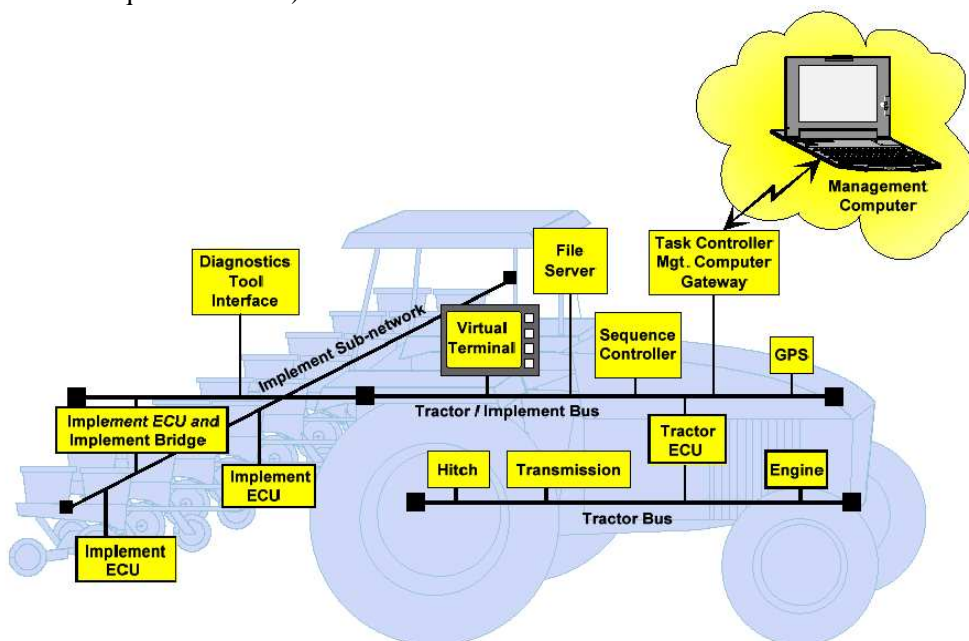 Management
Computer
Task Controller
Mgt. Computer
Gateway
File
Server
Diagnostics
Tool
Interface
Implement Sub-network
Virtual
Terminal
Sequence
Controller
GPS
Tractor / Implement Bus
Implement ECU and
Implement Bridge
Tractor
ECU
Implement
ECU
Hitch
Transmission
Engine
Tractor Bus
Implement
ECU